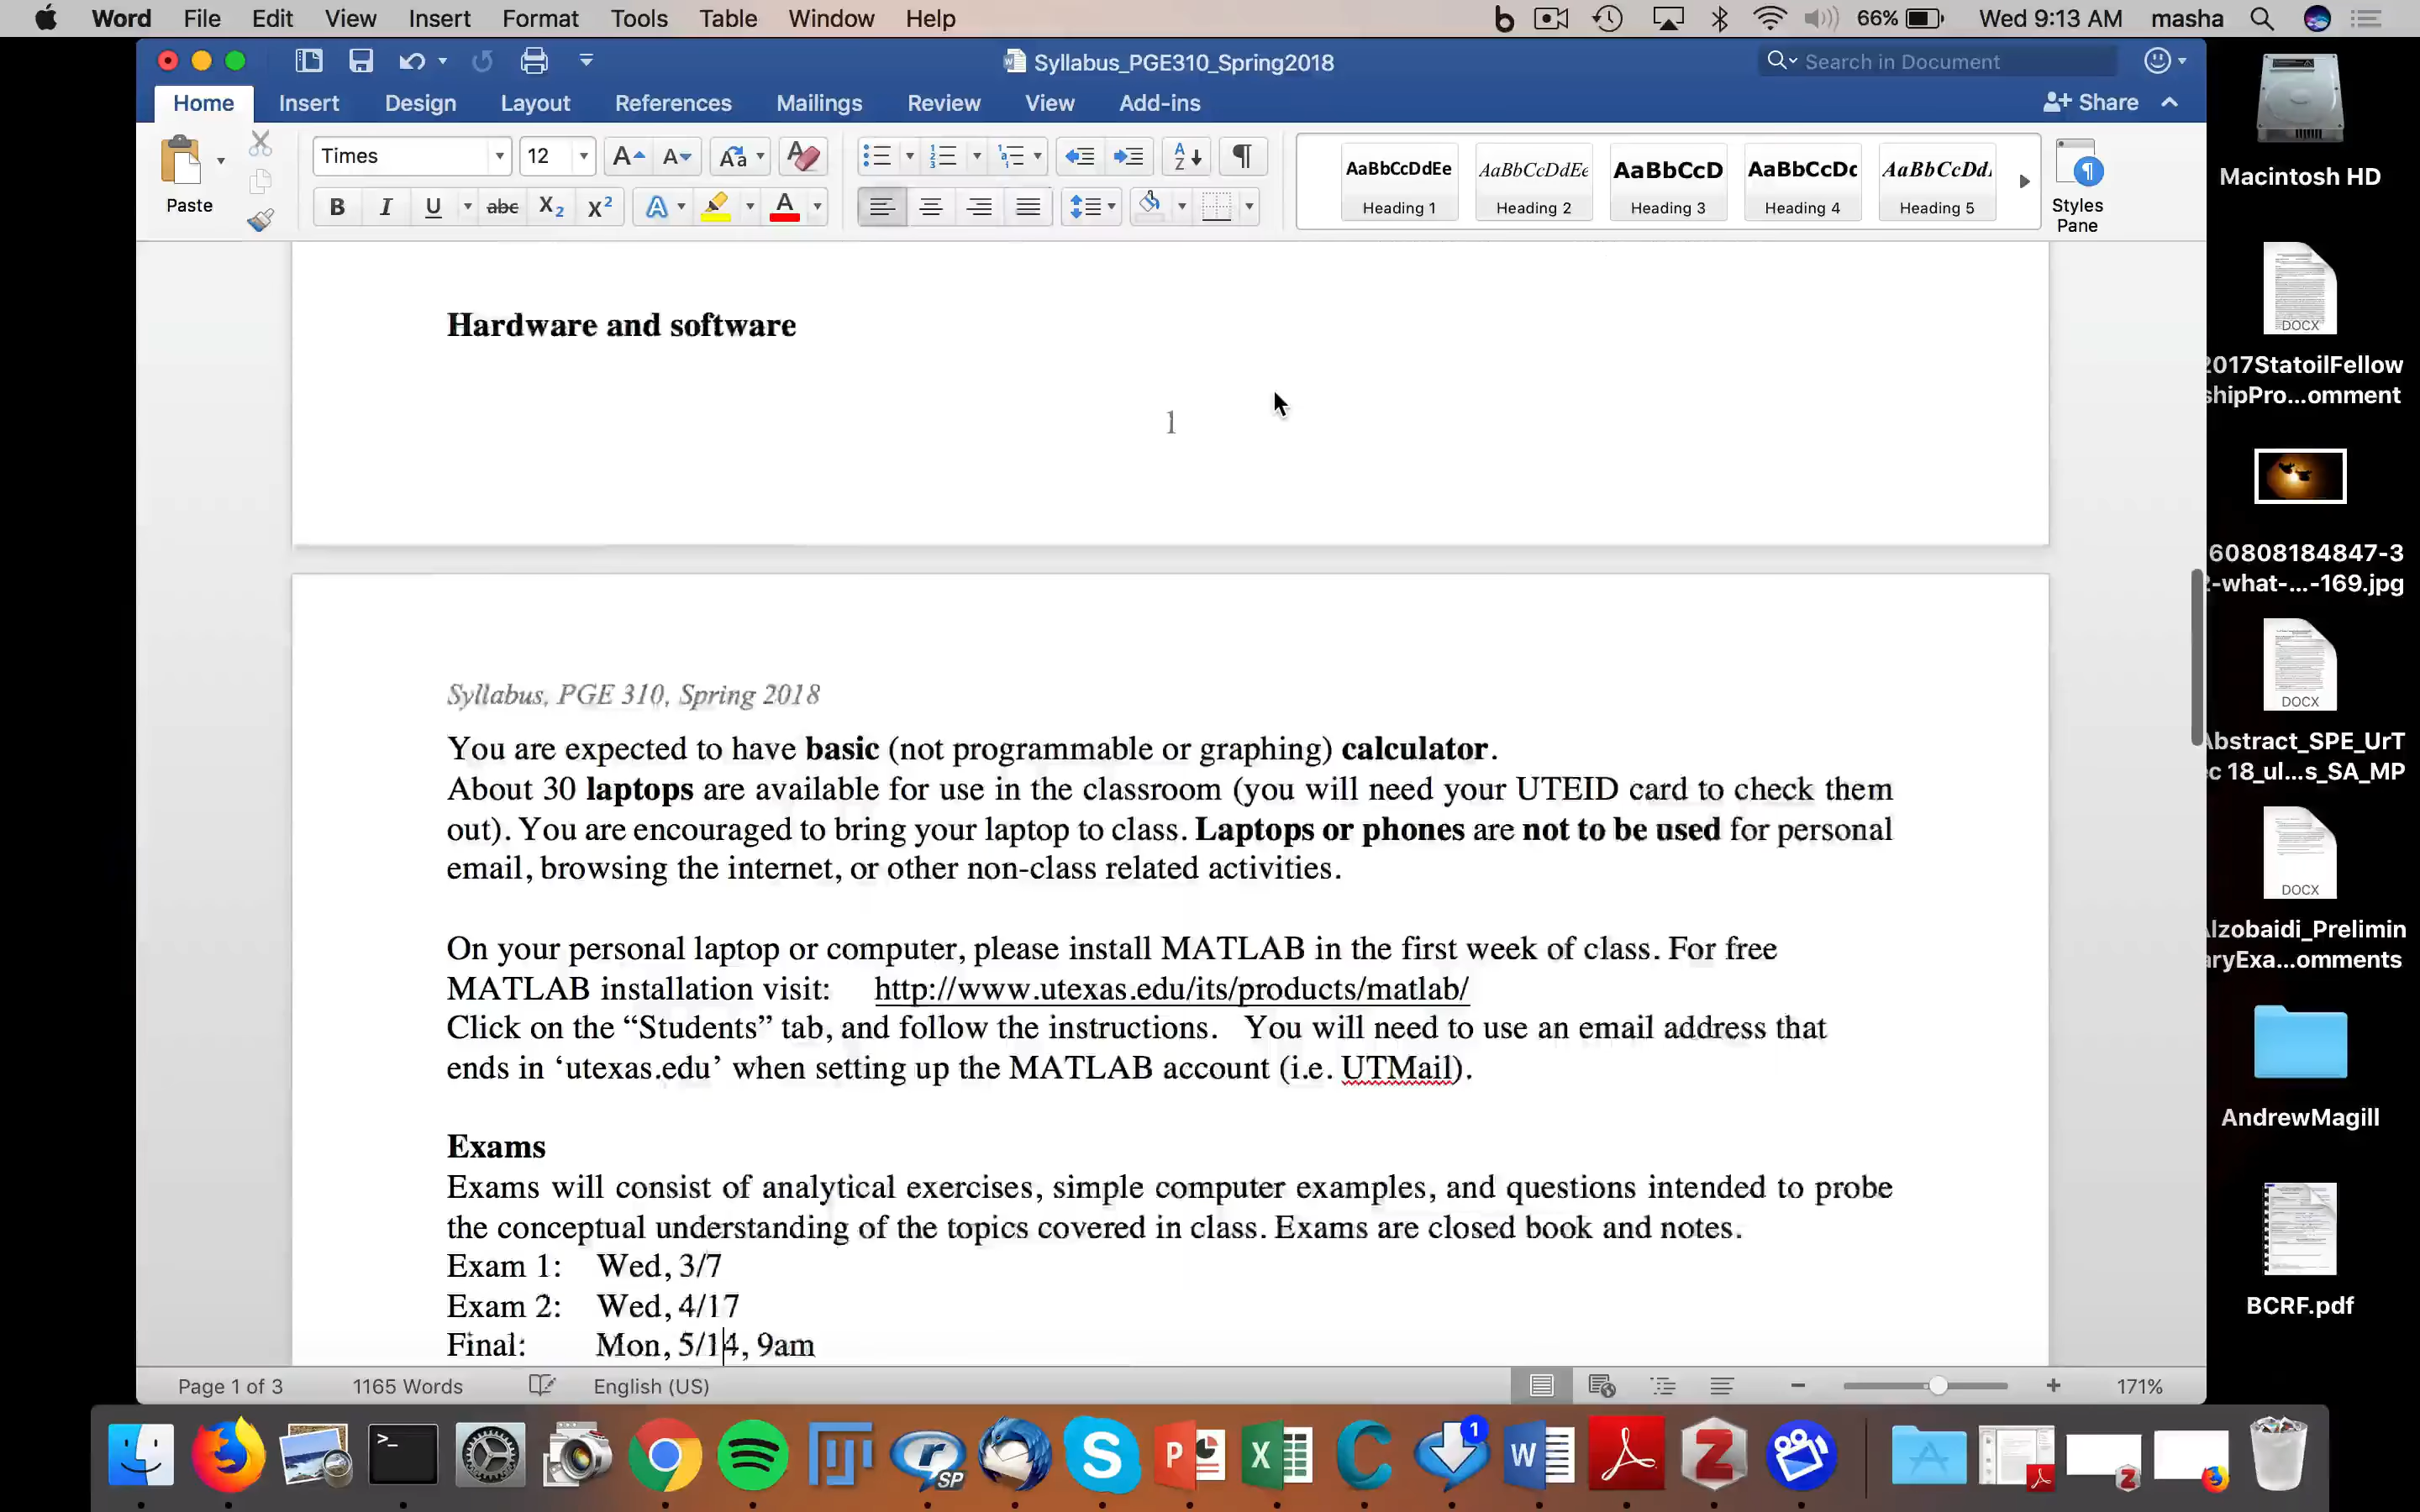 Word File Edit View Insert Format Tools Table Window Help 66% Wed 9:13 AM masha
Syllabus_PGE310_Spring2018
Search in Document
Home Insert Design Layout References Mailings Review View Add-ins Share
Paste
Times 12
AaBbCcDdEe AaBbCcDdEe AaBbCcD AaBbCcDc AaBbCcDd.
Heading 1 Heading 2 Heading 3 Heading 4 Heading 5
Styles
Pane
Hardware and software
1
Syllabus, PGE 310, Spring 2018
You are expected to have basic (not programmable or graphing) calculator.
About 30 laptops are available for use in the classroom (you will need your UTEID card to check them
out). You are encouraged to bring your laptop to class. Laptops or phones are not to be used for personal
email, browsing the internet, or other non-class related activities.
On your personal laptop or computer, please install MATLAB in the first week of class. For free
MATLAB installation visit: http://www.utexas.edu/its/products/matlab/
Click on the “Students” tab, and follow the instructions. You will need to use an email address that
ends in ‘utexas.edu’ when setting up the MATLAB account (i.e. UTMail).
Exams
Exams will consist of analytical exercises, simple computer examples, and questions intended to probe
the conceptual understanding of the topics covered in class. Exams are closed book and notes.
Exam 1: Wed, 3/7
Exam 2: Wed, 4/17
Final: Mon, 5/14, 9am
Page 1 of 3 1165 Words English (US) 171%
Macintosh HD
DOCX
2017StatoilFellow
shipPro...omment
60808184847-3
2-what-...-169.jpg
DOCX
Abstract_SPE_UrT
ec 18_ul...s_SA_MP
DOCX
Alzobaidi_Prelimin
aryExa...omments
AndrewMagill
BCRF.pdf